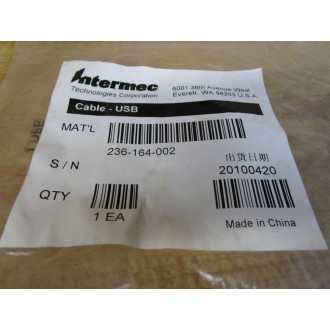 Intermec
Technologies Corporation
6001 36th Avenue West
Everett, WA 98203 U.S.A.
Cable - USB
MAT'L
236-164-002
S / N
出货日期
20100420
QTY
1 EA
Made in China